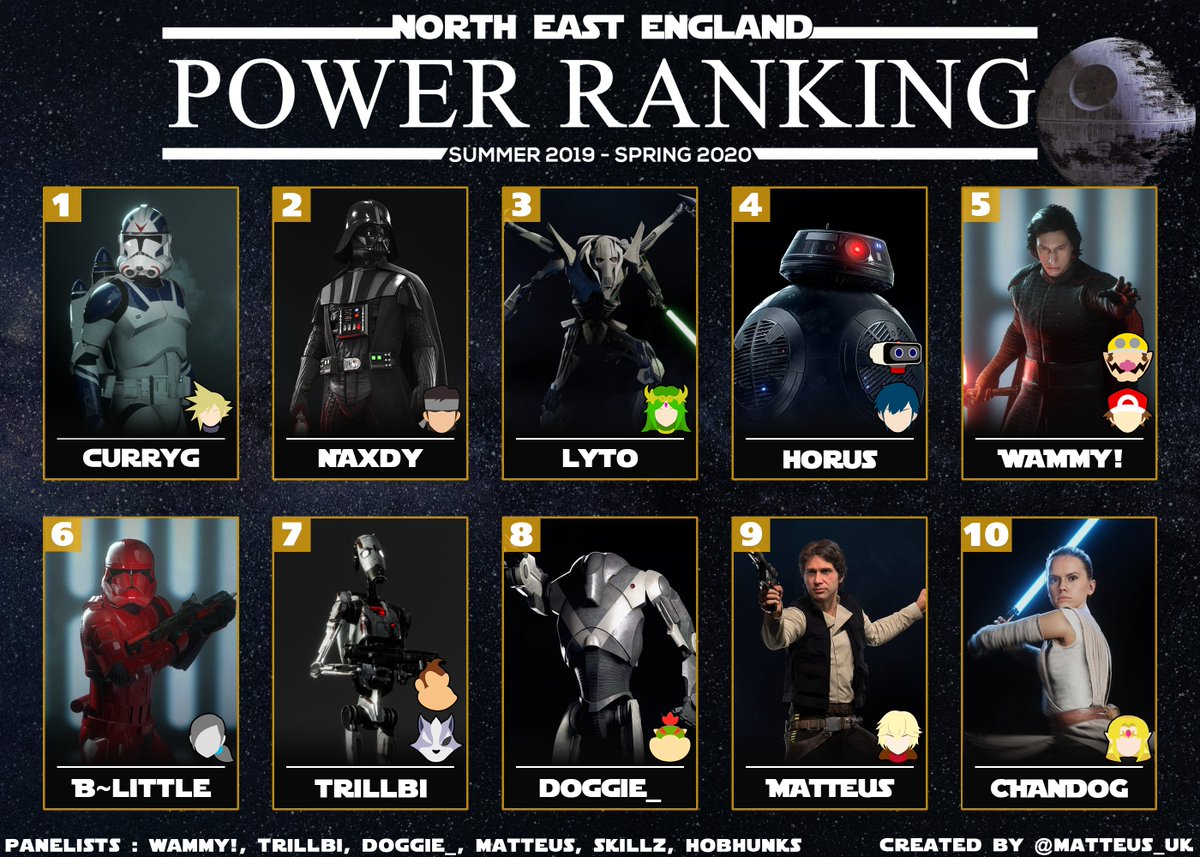 NORTH EAST ENGLAND
POWER RANKING
SUMMER 2019 - SPRING 2020
1
2
3
4
5
CURRYG
NAXDY
LYTO
HORUS
WAMMY!
6
7
8
9
10
B~LITTLE
TRILLBI
DOGGIE_
MATTEUS
CHANDOG
PANELISTS : WAMMY!, TRILLBI, DOGGIE_, MATTEUS, SKILLZ, HOBHUNKS
CREATED BY @MATTEUS_UK